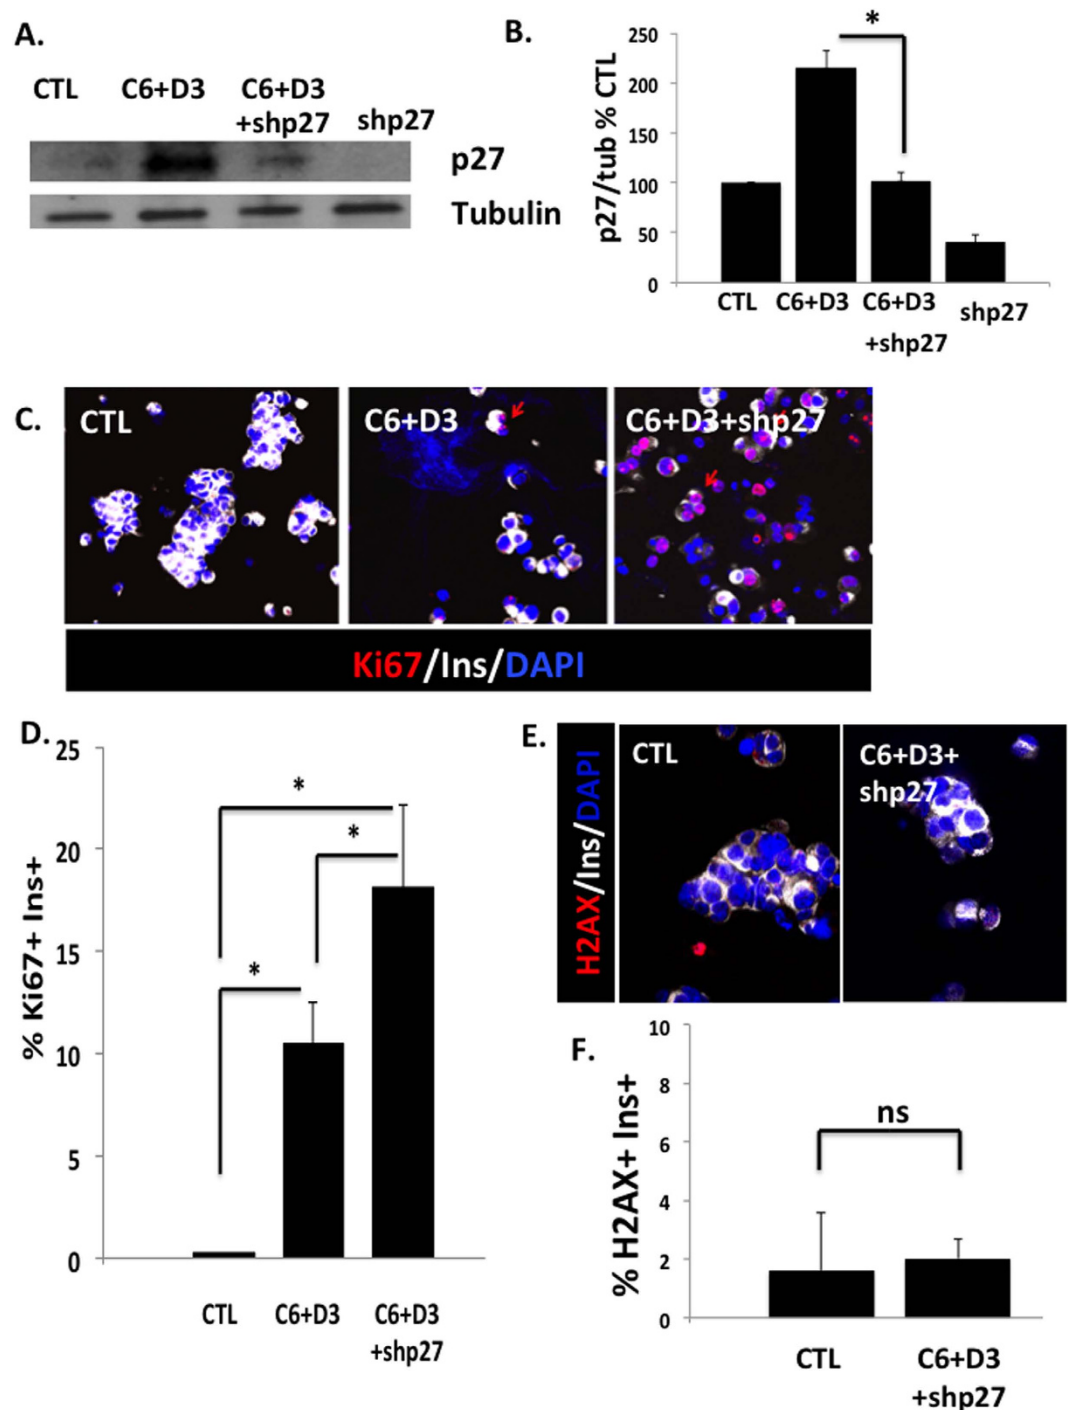 A.
CTL C6+D3 C6+D3 +shp27 shp27
p27
Tubulin
B.
*
p27/tub % CTL
250
200
150
100
50
0
CTL C6+D3 C6+D3 +shp27 shp27
C.
CTL
C6+D3
C6+D3+shp27
Ki67/Ins/DAPI
D.
% Ki67+ Ins+
25
20
15
10
5
0
*
*
*
CTL C6+D3 C6+D3 +shp27
E.
H2AX/Ins/DAPI
CTL
C6+D3+
shp27
F.
% H2AX+ Ins+
10
8
6
4
2
0
ns
CTL C6+D3
+shp27